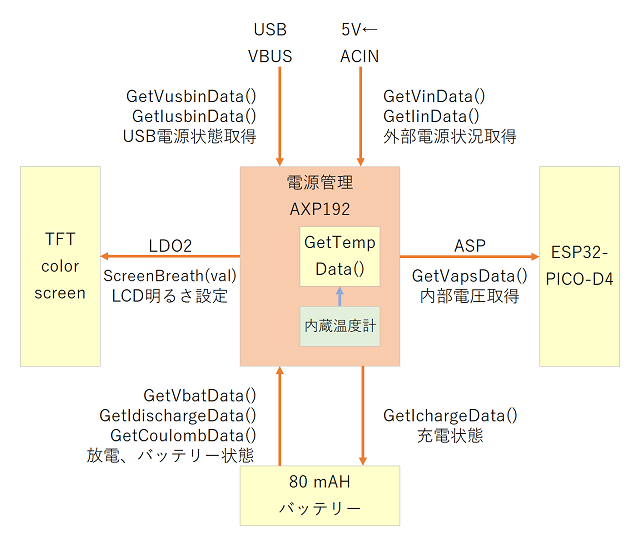 USB
VBUS
5V←
ACIN
GetVusbinData()
GetIusbinData()
USB電源状態取得
GetVinData()
GetIinData()
外部電源状況取得
電源管理
AXP192
GetTemp
Data()
内蔵温度計
TFT
color
screen
LDO2
ScreenBreath(val)
LCD明るさ設定
ASP
GetVapsData()
内部電圧取得
ESP32-
PICO-D4
GetVbatData()
GetIdischargeData()
GetCoulombData()
放電、バッテリー状態
GetIchargeData()
充電状態
80 mAH
バッテリー